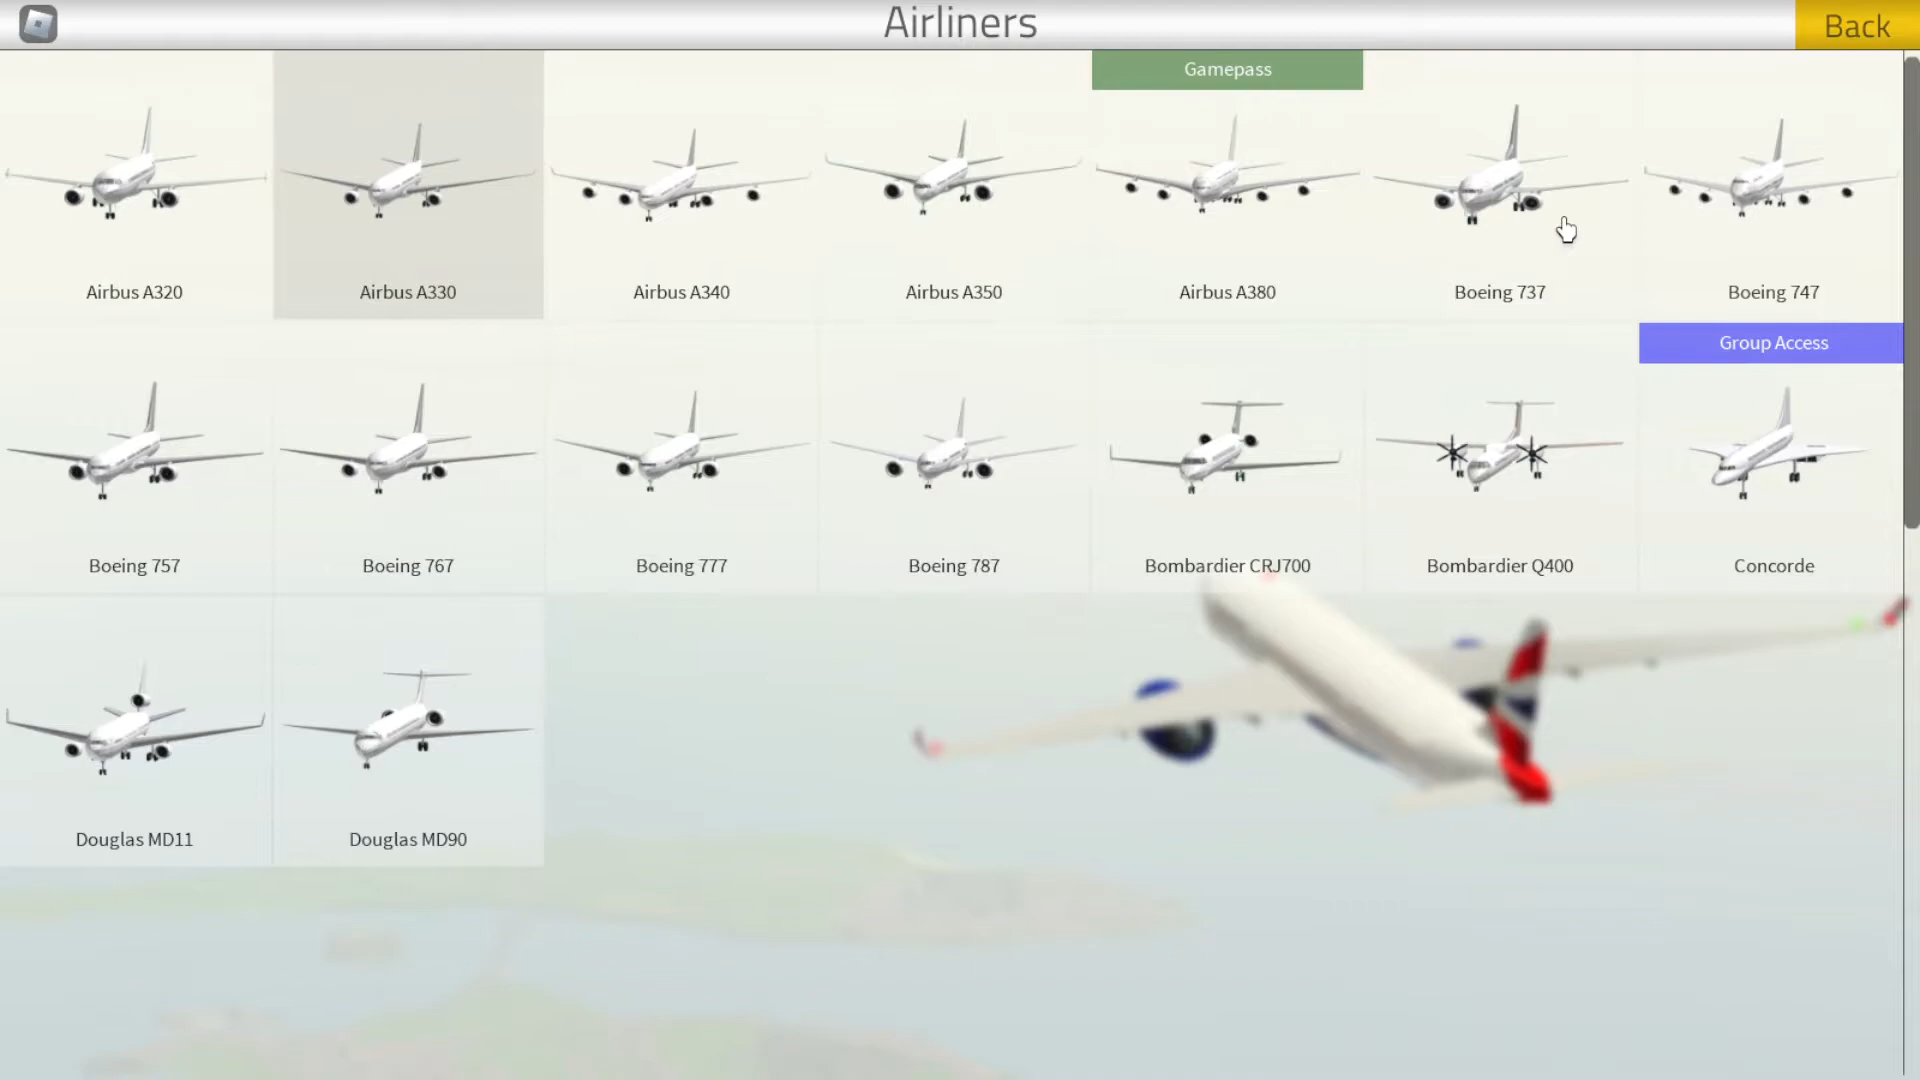 Airliners
Back
Gamepass
Airbus A320
Airbus A330
Airbus A340
Airbus A350
Airbus A380
Boeing 737
Boeing 747
Group Access
Boeing 757
Boeing 767
Boeing 777
Boeing 787
Bombardier CRJ700
Bombardier Q400
Concorde
Douglas MD11
Douglas MD90